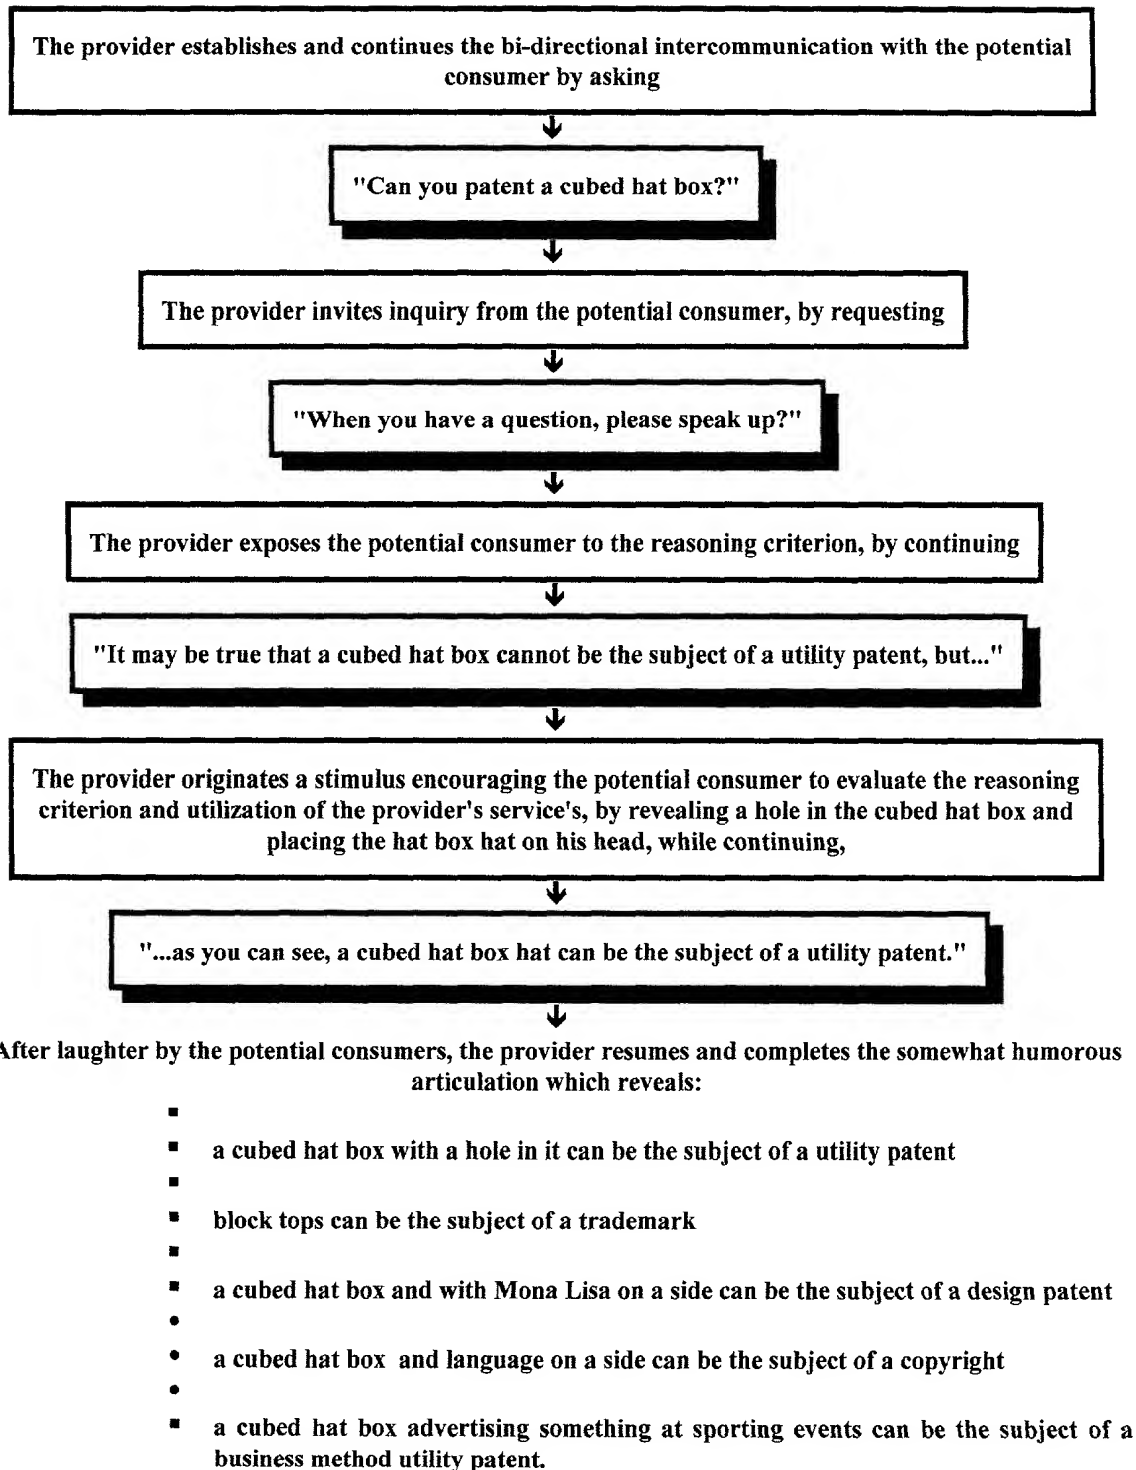 The provider establishes and continues the bi-directional intercommunication with the potential
consumer by asking
"Can you patent a cubed hat box?"
The provider invites inquiry from the potential consumer, by requesting
"When you have a question, please speak up?"
The provider exposes the potential consumer to the reasoning criterion, by continuing
"It may be true that a cubed hat box cannot be the subject of a utility patent, but..."
The provider originates a stimulus encouraging the potential consumer to evaluate the reasoning
criterion and utilization of the provider's service's, by revealing a hole in the cubed hat box and
placing the hat box hat on his head, while continuing,
"...as you can see, a cubed hat box hat can be the subject of a utility patent."
After laughter by the potential consumers, the provider resumes and completes the somewhat humorous
articulation which reveals:
a cubed hat box with a hole in it can be the subject of a utility patent
block tops can be the subject of a trademark
a cubed hat box and with Mona Lisa on a side can be the subject of a design patent
a cubed hat box and language on a side can be the subject of a copyright
a cubed hat box advertising something at sporting events can be the subject of a
business method utility patent.